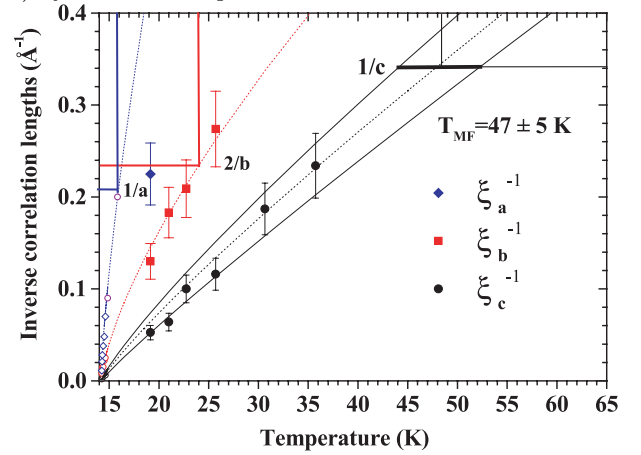 Inverse correlation lengths (Å⁻¹)
0.4
0.3
0.2
0.1
0.0
1/a
2/b
1/c
T_MF=47 ± 5 K
ξ_a⁻¹
ξ_b⁻¹
ξ_c⁻¹
15 20 25 30 35 40 45 50 55 60 65
Temperature (K)